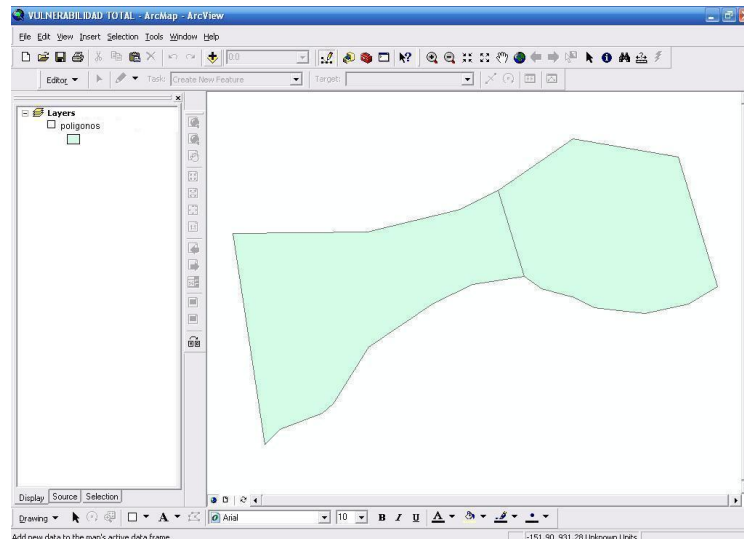 VULNERABILIDAD TOTAL - ArcMap - ArcView
File Edit View Insert Selection Tools Window Help
0:0
Editor Task: Create New Feature Target:
Layers
poligonos
Display Source Selection
Drawing A Arial 10 B I U A
Add new data to the map's active data frame
-151,90 931,28 Unknown Units